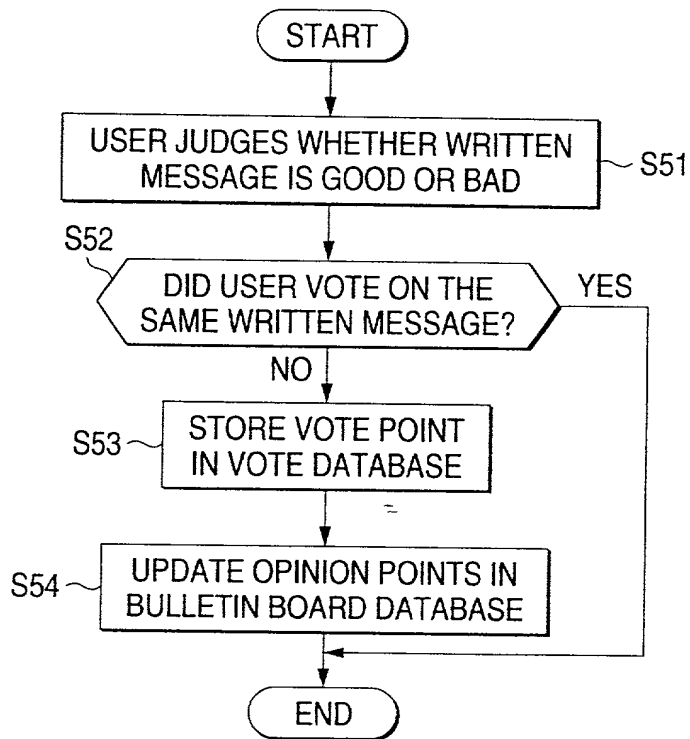 START
USER JUDGES WHETHER WRITTEN
MESSAGE IS GOOD OR BAD
S51
S52
DID USER VOTE ON THE
SAME WRITTEN MESSAGE?
YES
NO
S53
STORE VOTE POINT
IN VOTE DATABASE
S54
UPDATE OPINION POINTS IN
BULLETIN BOARD DATABASE
END